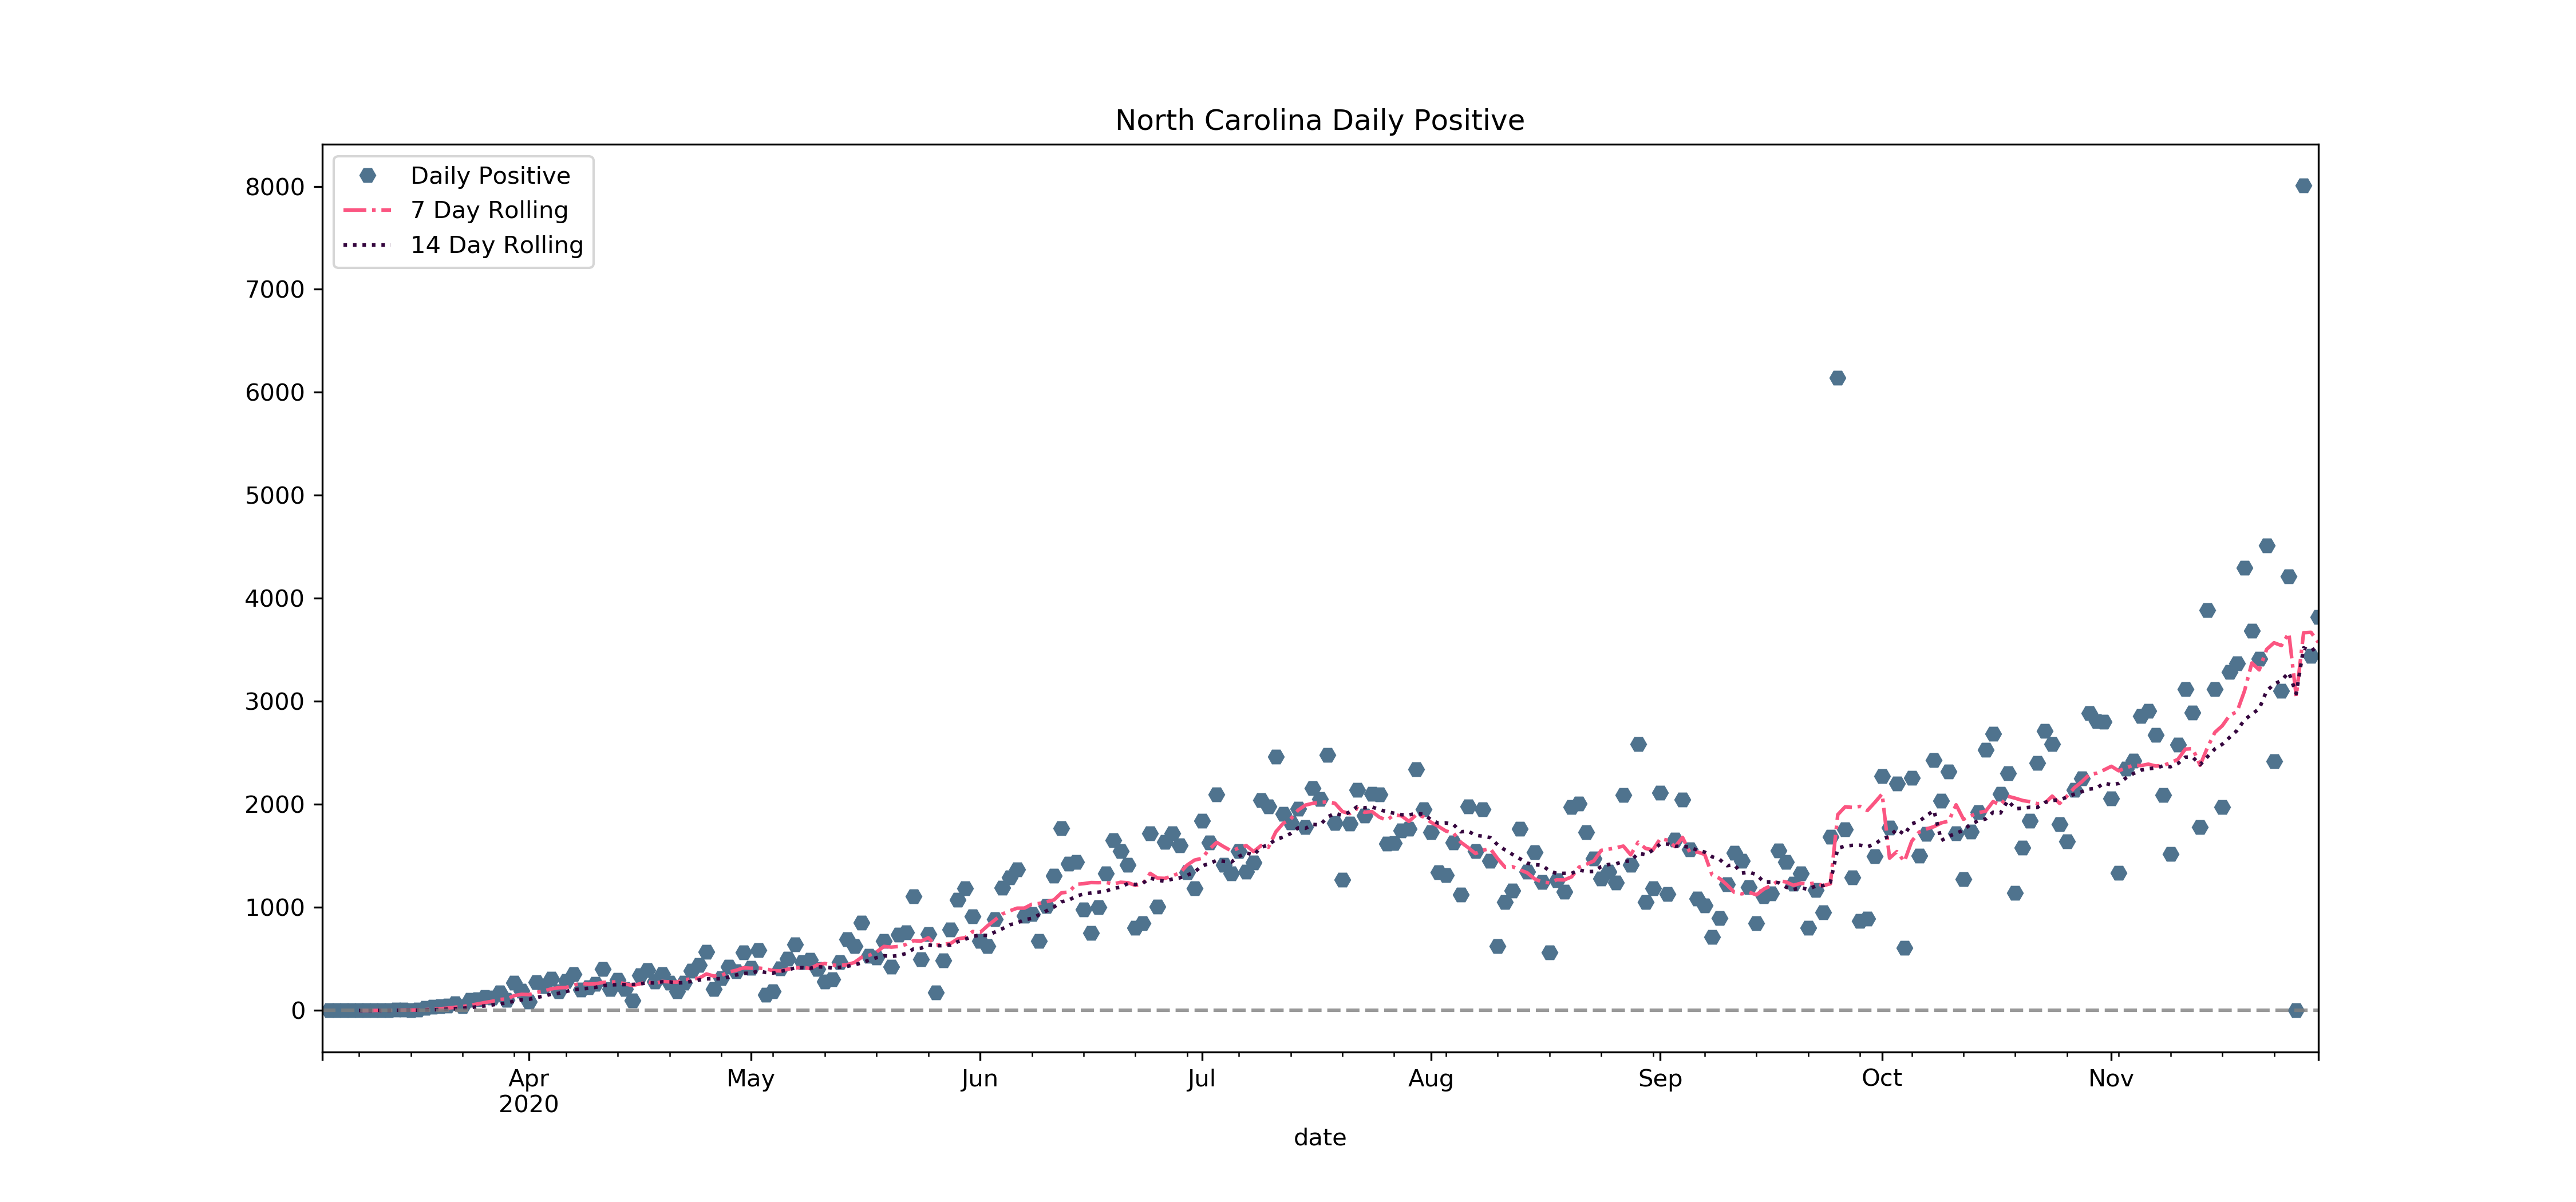 North Carolina Daily Positive
Daily Positive
7 Day Rolling
14 Day Rolling
8000
7000
6000
5000
4000
3000
2000
1000
0
Apr May Jun Jul Aug Sep Oct Nov
2020
date